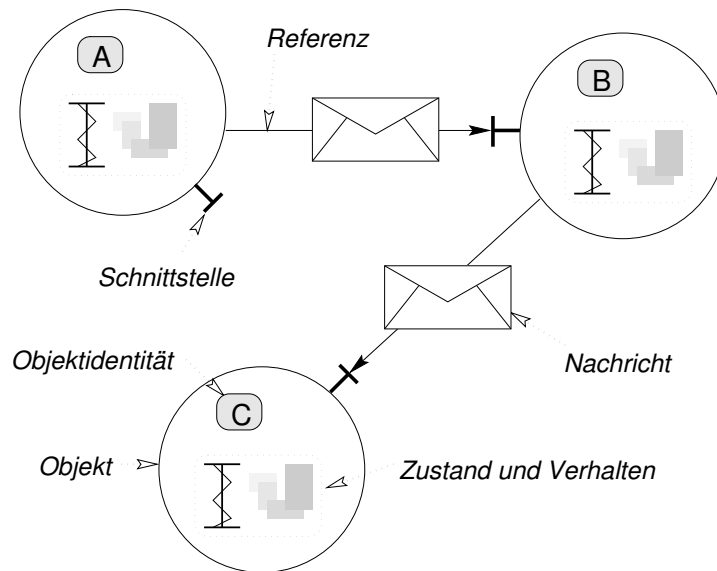 Referenz
A
B
Schnittstelle
Objektidentität
Nachricht
C
Objekt
Zustand und Verhalten